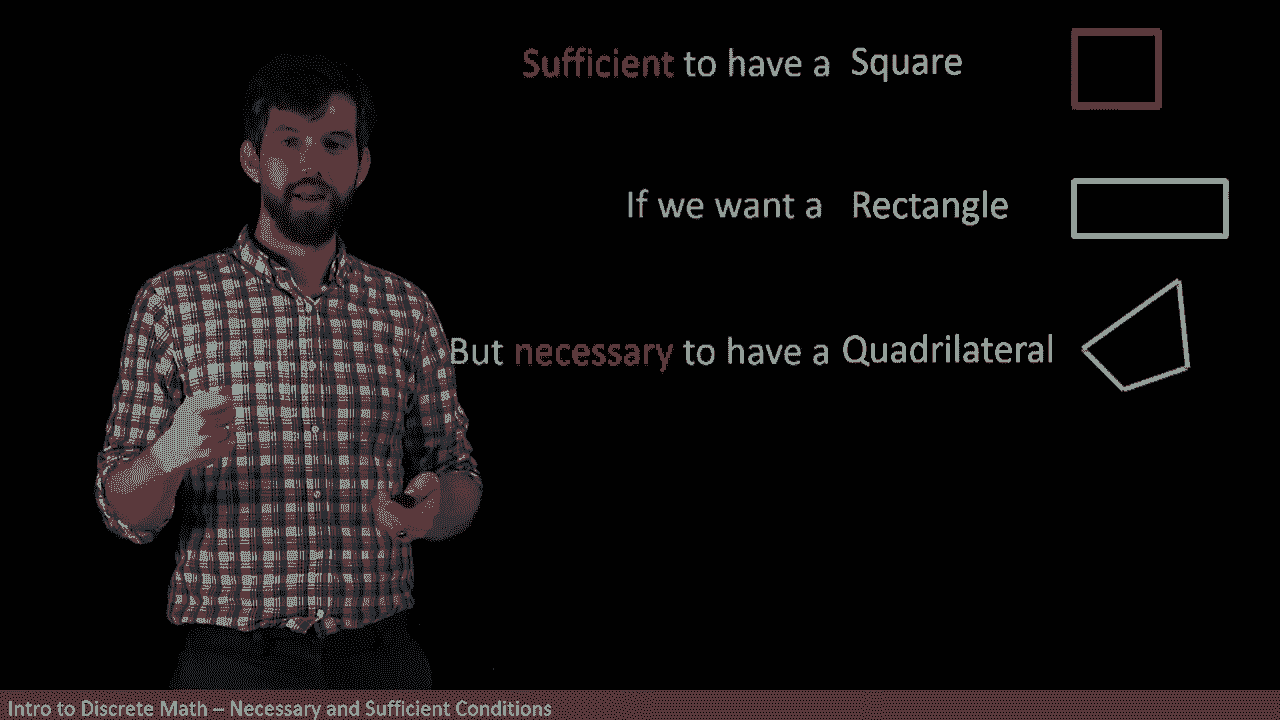 Sufficient to have a Square
If we want a Rectangle
But necessary to have a Quadrilateral
Intro to Discrete Math – Necessary and Sufficient Conditions